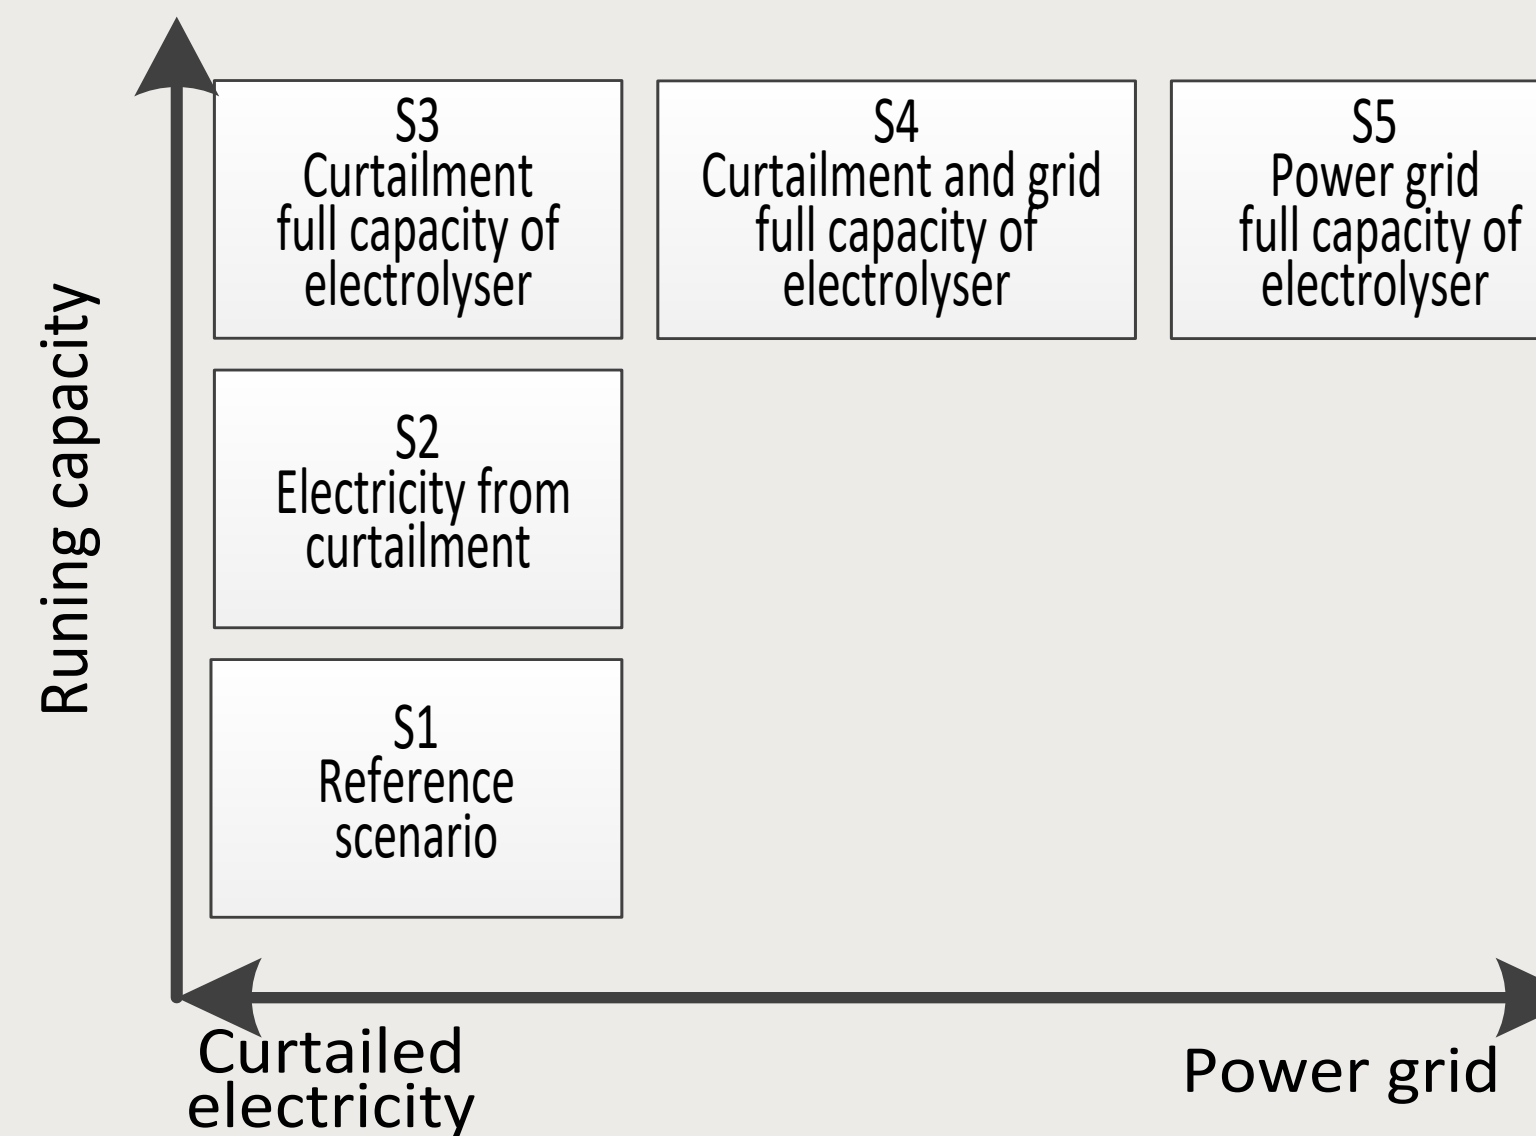 S3
Curtailment
full capacity of
electrolyser
S4
Curtailment and grid
full capacity of
electrolyser
S5
Power grid
full capacity of
electrolyser
Runing capacity
S2
Electricity from
curtailment
S1
Reference
scenario
Curtailed
electricity
Power grid